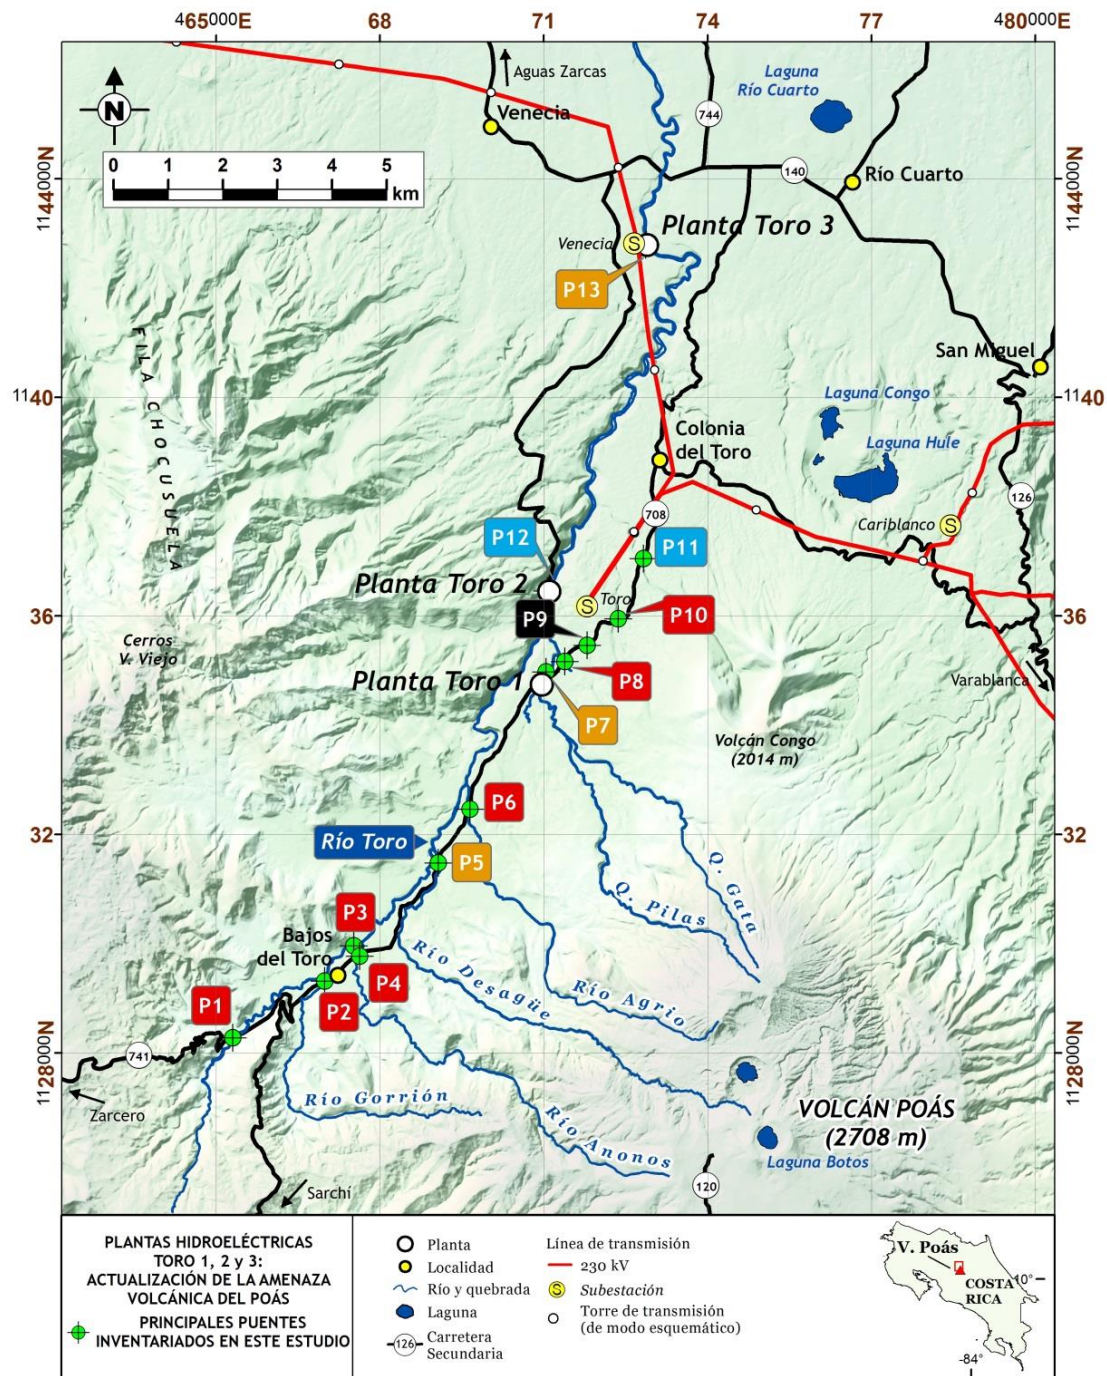 465000E 68 71 74 77 480000E
Aguas Zarcas
Laguna
Río Cuarto
N
Venecia
744
0 1 2 3 4 5
km
1144000N
140
Río Cuarto
1144000N
Venecia
S
Planta Toro 3
P13
San Miguel
FILA CHOCUSUELA
1140
Laguna Congo
1140
Colonia
del Toro
Laguna Hule
126
708
Cariblanco
S
P12
P11
Planta Toro 2
Toro
S
36
P9
P10
36
Cerros
V. Viejo
Planta Toro 1
P8
Varablanca
P7
Volcán Congo
(2014 m)
P6
32
Río Toro
32
P5
Q. Gata
Q. Pilas
P3
Bajos
del Toro
Río Desagüe
P4
Río Agrio
P1
P2
1128000N
741
1128000N
Zarcero
Río Gorrión
VOLCÁN POÁS
(2708 m)
Río Anonos
Laguna Botos
120
Sarchí
PLANTAS HIDROELÉCTRICAS
TORO 1, 2 y 3:
ACTUALIZACIÓN DE LA AMENAZA
VOLCÁNICA DEL POÁS
PRINCIPALES PUENTES
INVENTARIADOS EN ESTE ESTUDIO
Planta
Localidad
Río y quebrada
Laguna
126
Carretera
Secundaria
Línea de transmisión
230 kV
S
Subestación
Torre de transmisión
(de modo esquemático)
V. Poás
COSTA
RICA
10°
-84°